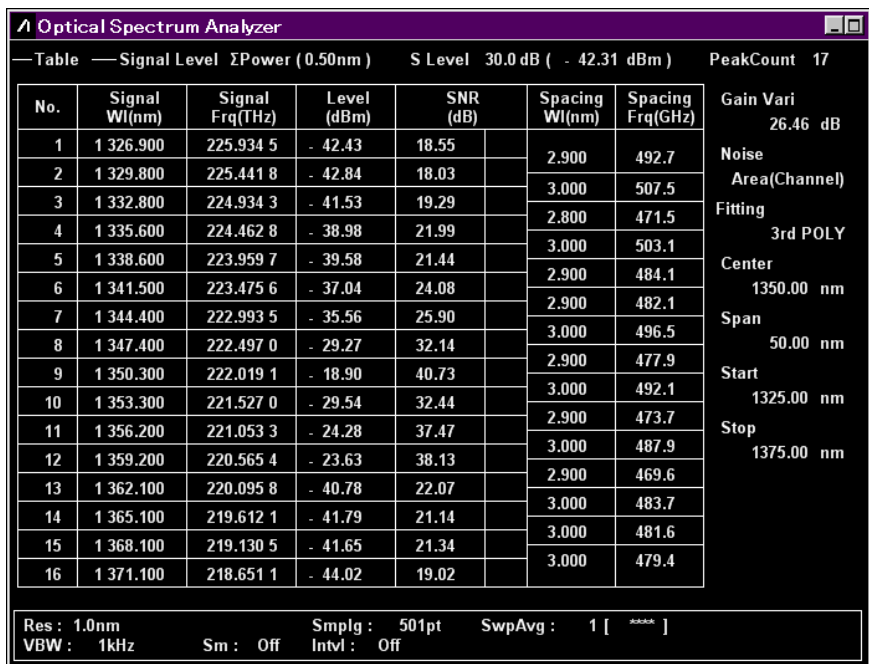 Optical Spectrum Analyzer
Table Signal Level ΣPower ( 0.50nm ) S Level 30.0 dB ( - 42.31 dBm ) PeakCount 17
No. Signal Wl(nm) Signal Frq(THz) Level (dBm) SNR (dB) Spacing Wl(nm) Spacing Frq(GHz)
1 1 326.900 225.934 5 - 42.43 18.55
2.900 492.7
2 1 329.800 225.441 8 - 42.84 18.03
3.000 507.5
3 1 332.800 224.934 3 - 41.53 19.29
2.800 471.5
4 1 335.600 224.462 8 - 38.98 21.99
3.000 503.1
5 1 338.600 223.959 7 - 39.58 21.44
2.900 484.1
6 1 341.500 223.475 6 - 37.04 24.08
2.900 482.1
7 1 344.400 222.993 5 - 35.56 25.90
3.000 496.5
8 1 347.400 222.497 0 - 29.27 32.14
2.900 477.9
9 1 350.300 222.019 1 - 18.90 40.73
3.000 492.1
10 1 353.300 221.527 0 - 29.54 32.44
2.900 473.7
11 1 356.200 221.053 3 - 24.28 37.47
3.000 487.9
12 1 359.200 220.565 4 - 23.63 38.13
2.900 469.6
13 1 362.100 220.095 8 - 40.78 22.07
3.000 483.7
14 1 365.100 219.612 1 - 41.79 21.14
3.000 481.6
15 1 368.100 219.130 5 - 41.65 21.34
3.000 479.4
16 1 371.100 218.651 1 - 44.02 19.02
Gain Vari
26.46 dB
Noise
Area(Channel)
Fitting
3rd POLY
Center
1350.00 nm
Span
50.00 nm
Start
1325.00 nm
Stop
1375.00 nm
Res : 1.0nm Smplg : 501pt SwpAvg : 1 [ **** ]
VBW : 1kHz Sm : Off Intvl : Off